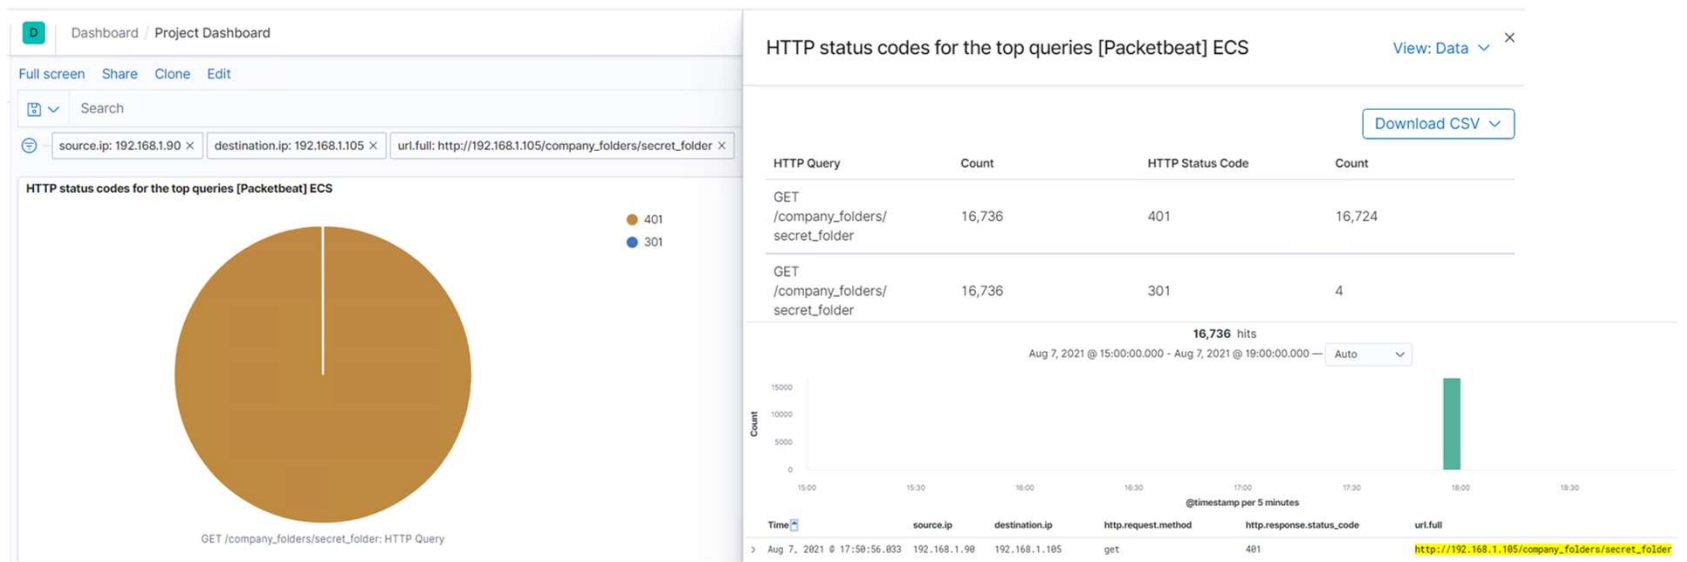 D Dashboard / Project Dashboard
Full screen Share Clone Edit
Search
source.ip: 192.168.1.90 × destination.ip: 192.168.1.105 × url.full: http://192.168.1.105/company_folders/secret_folder ×
HTTP status codes for the top queries [Packetbeat] ECS
401
301
GET /company_folders/secret_folder: HTTP Query
HTTP status codes for the top queries [Packetbeat] ECS View: Data ×
Download CSV
HTTP Query Count HTTP Status Code Count
GET
/company_folders/ 16,736 401 16,724
secret_folder
GET
/company_folders/ 16,736 301 4
secret_folder
16,736 hits
Aug 7, 2021 @ 15:00:00.000 - Aug 7, 2021 @ 19:00:00.000 — Auto
15000
10000
5000
0
Count
15:00 15:30 16:00 16:30 17:00 17:30 18:00 18:30
@timestamp per 5 minutes
Time source.ip destination.ip http.request.method http.response.status_code url.full
> Aug 7, 2021 @ 17:50:56.033 192.168.1.90 192.168.1.105 get 401 http://192.168.1.105/company_folders/secret_folder